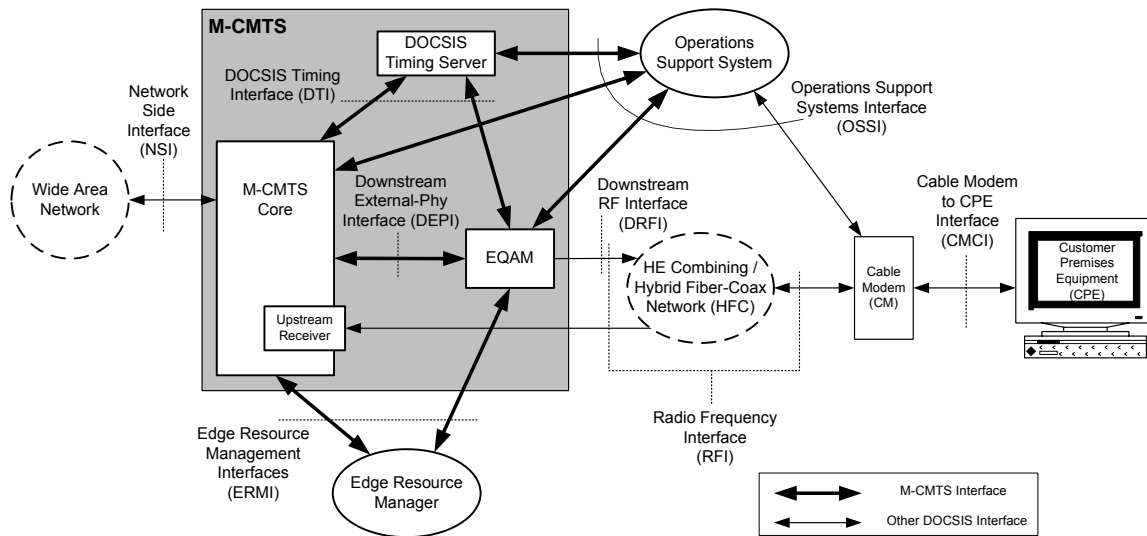 M-CMTS
DOCSIS
Timing Server
Operations
Support System
DOCSIS Timing
Interface (DTI)
Network
Side
Interface
(NSI)
Operations Support
Systems Interface
(OSSI)
Wide Area
Network
M-CMTS
Core
Downstream
External-Phy
Interface (DEPI)
EQAM
Downstream
RF Interface
(DRFI)
HE Combining /
Hybrid Fiber-Coax
Network (HFC)
Cable
Modem
(CM)
Cable Modem
to CPE
Interface
(CMCI)
Customer
Premises
Equipment
(CPE)
Upstream
Receiver
Edge Resource
Management
Interfaces
(ERMI)
Edge Resource
Manager
Radio Frequency
Interface
(RFI)
M-CMTS Interface
Other DOCSIS Interface